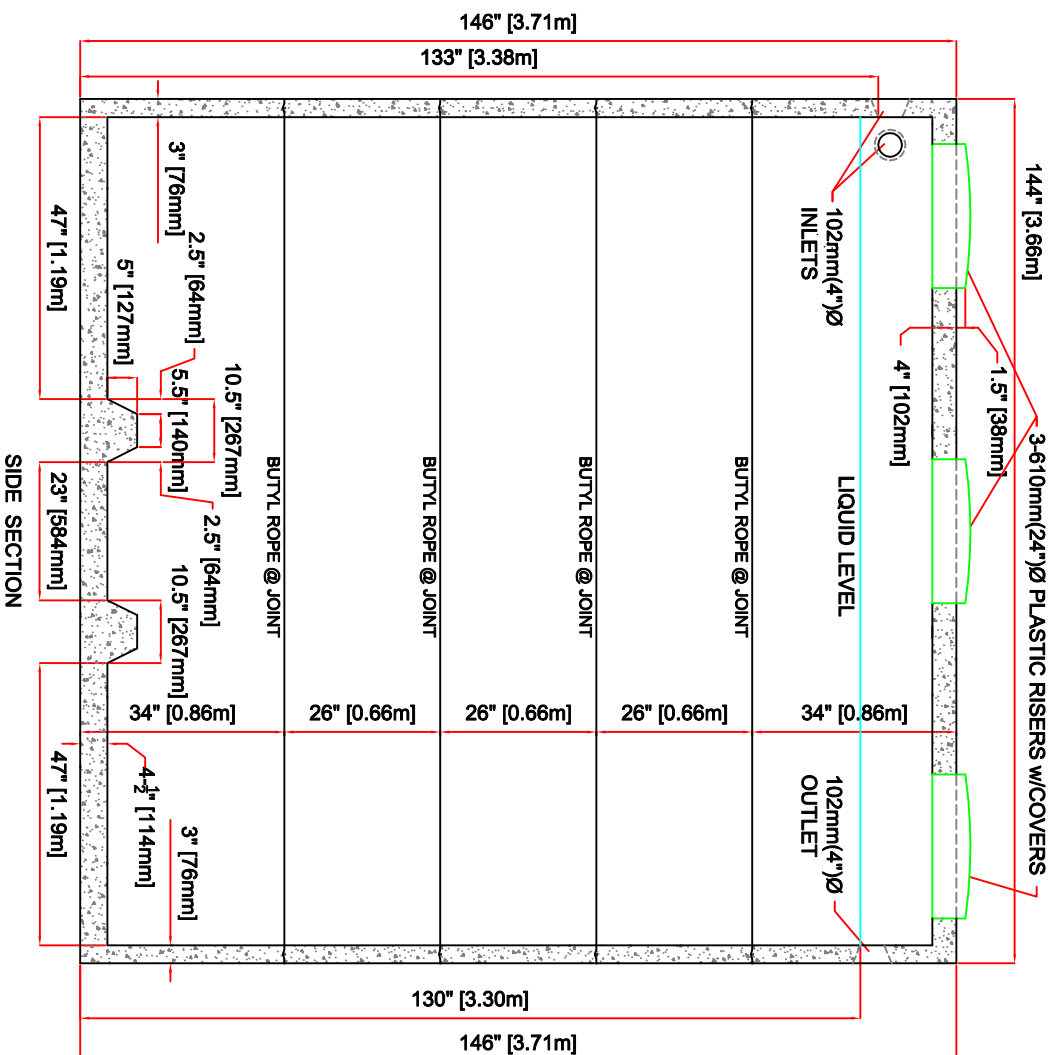 146" [3.71m]
133" [3.38m]
144" [3.66m]
3-610mm(24")Ø PLASTIC RISERS w/COVERS
1.5" [38mm]
4" [102mm]
102mm(4")Ø
INLETS
LIQUID LEVEL
102mm(4")Ø
OUTLET
BUTYL ROPE @ JOINT
BUTYL ROPE @ JOINT
BUTYL ROPE @ JOINT
BUTYL ROPE @ JOINT
34" [0.86m]
26" [0.66m]
26" [0.66m]
26" [0.66m]
34" [0.86m]
3" [76mm]
2.5" [64mm]
5" [127mm]
10.5" [267mm]
5.5" [140mm]
2.5" [64mm]
10.5" [267mm]
4-1/2" [114mm]
3" [76mm]
47" [1.19m]
23" [584mm]
47" [1.19m]
SIDE SECTION
130" [3.30m]
146" [3.71m]